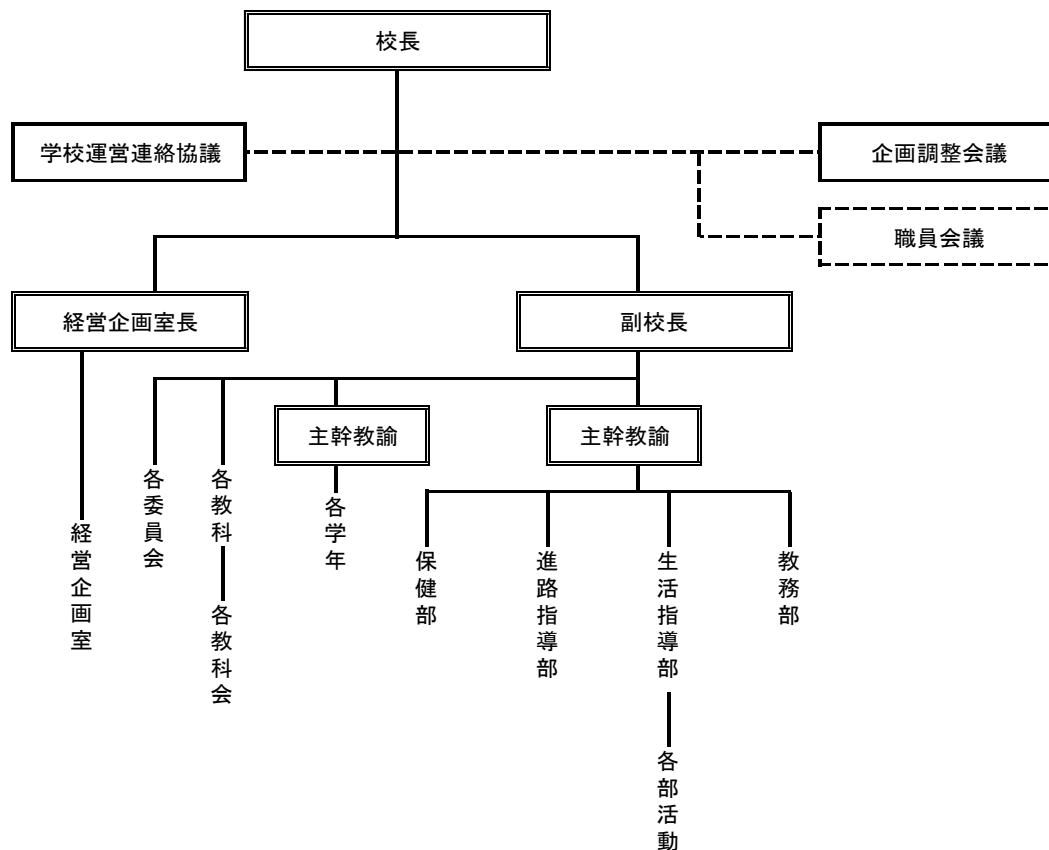 校長
学校運営連絡協議
企画調整会議
職員会議
経営企画室長
副校長
主幹教諭
主幹教諭
各委員会
各教科
各学年
経営企画室
各教科会
保健部
進路指導部
生活指導部
教務部
各部活動